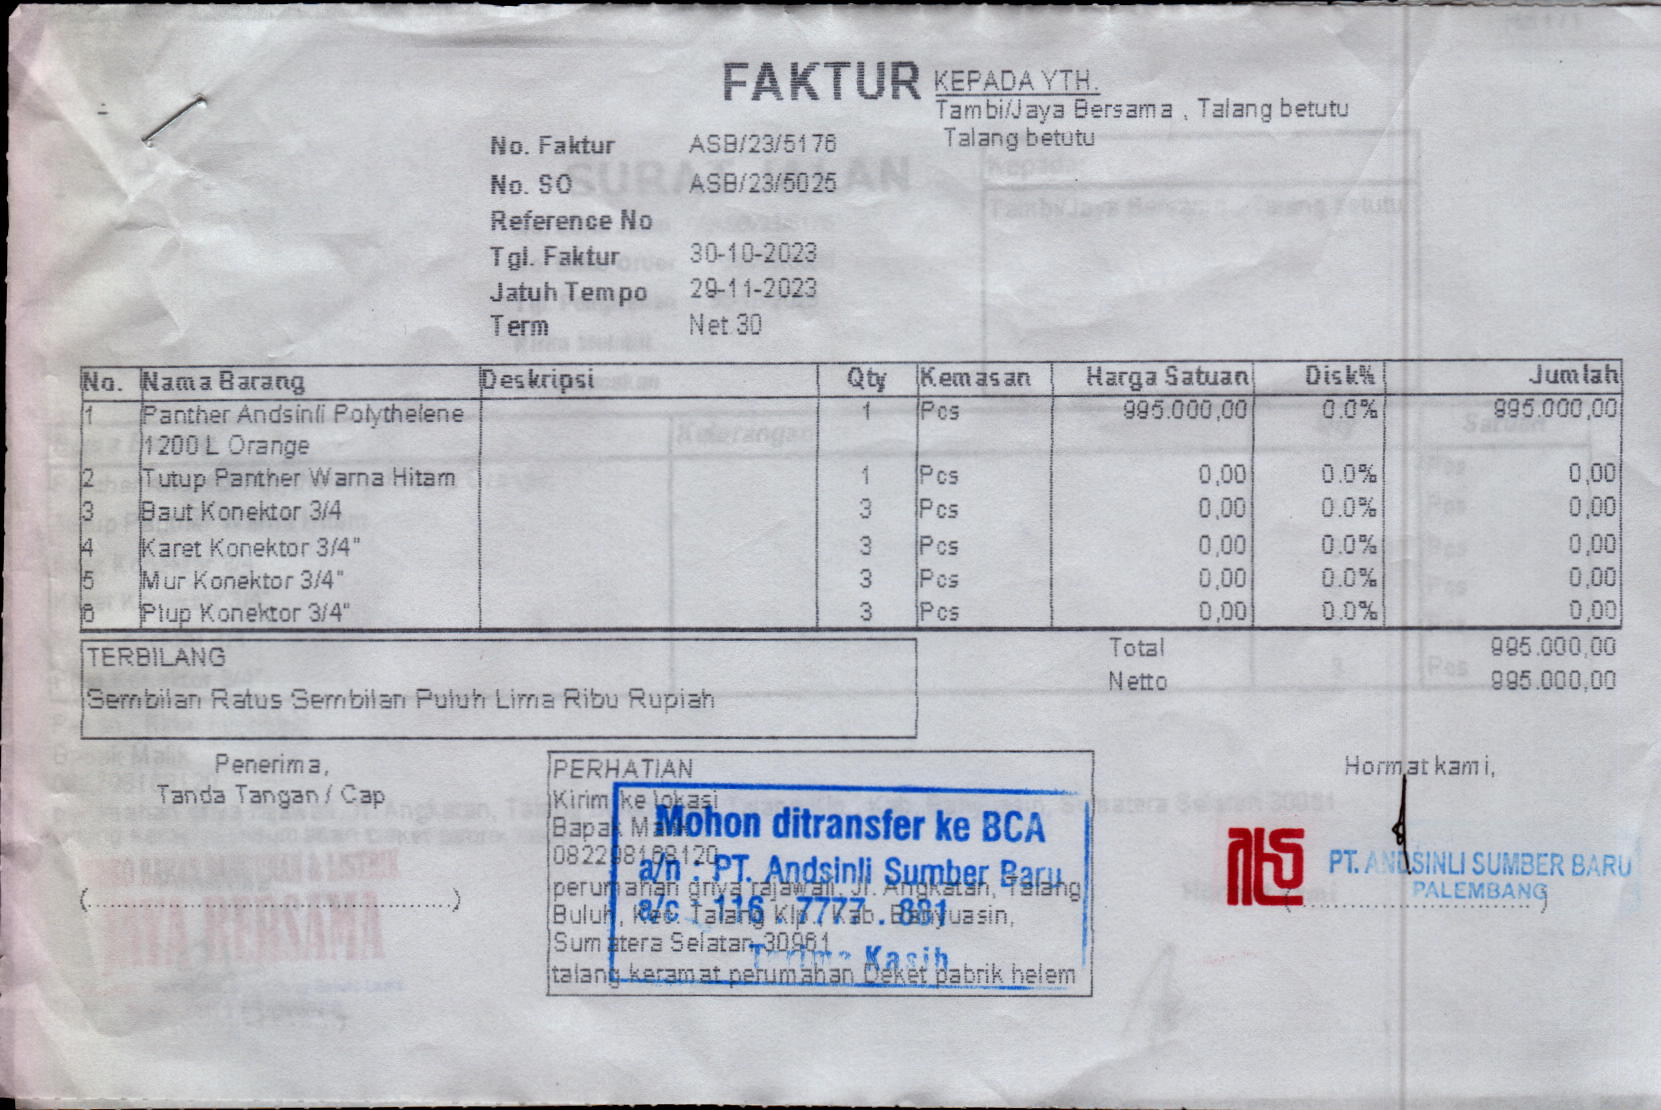 FAKTUR
KEPADA YTH.
Tambi/Jaya Bersama , Talang betutu
Talang betutu
No. Faktur ASB/23/5176
No. SO ASB/23/5025
Reference No
Tgl. Faktur 30-10-2023
Jatuh Tempo 29-11-2023
Term Net 30
No. Nama Barang Deskripsi Qty Kemasan Harga Satuan Disk% Jumlah
1 Panther Andsinli Polythelene 1 Pcs 995.000,00 0.0% 995.000,00
1200 L Orange
2 Tutup Panther Warna Hitam 1 Pcs 0,00 0.0% 0,00
3 Baut Konektor 3/4 3 Pcs 0,00 0.0% 0,00
4 Karet Konektor 3/4" 3 Pcs 0,00 0.0% 0,00
5 Mur Konektor 3/4" 3 Pcs 0,00 0.0% 0,00
6 Plup Konektor 3/4" 3 Pcs 0,00 0.0% 0,00
TERBILANG
Sembilan Ratus Sembilan Puluh Lima Ribu Rupiah
Total 995.000,00
Netto 995.000,00
Penerima,
Tanda Tangan / Cap
(..............................................)
PERHATIAN
Kirim ke lokasi
Bapak
perumahan griya rajawali, Jl. Angkatan, Talang
Buluh, Kec. Talang Klp., Kab. Banyuasin,
Sumatera Selatan 30961
talang keramat perumahan Deket pabrik helem
Mohon ditransfer ke BCA
a/n : PT. Andsinli Sumber Baru
a/c : 116 . 7777 . 881
Terima Kasih
Hormat kami,
PT. ANDSINLI SUMBER BARU
PALEMBANG